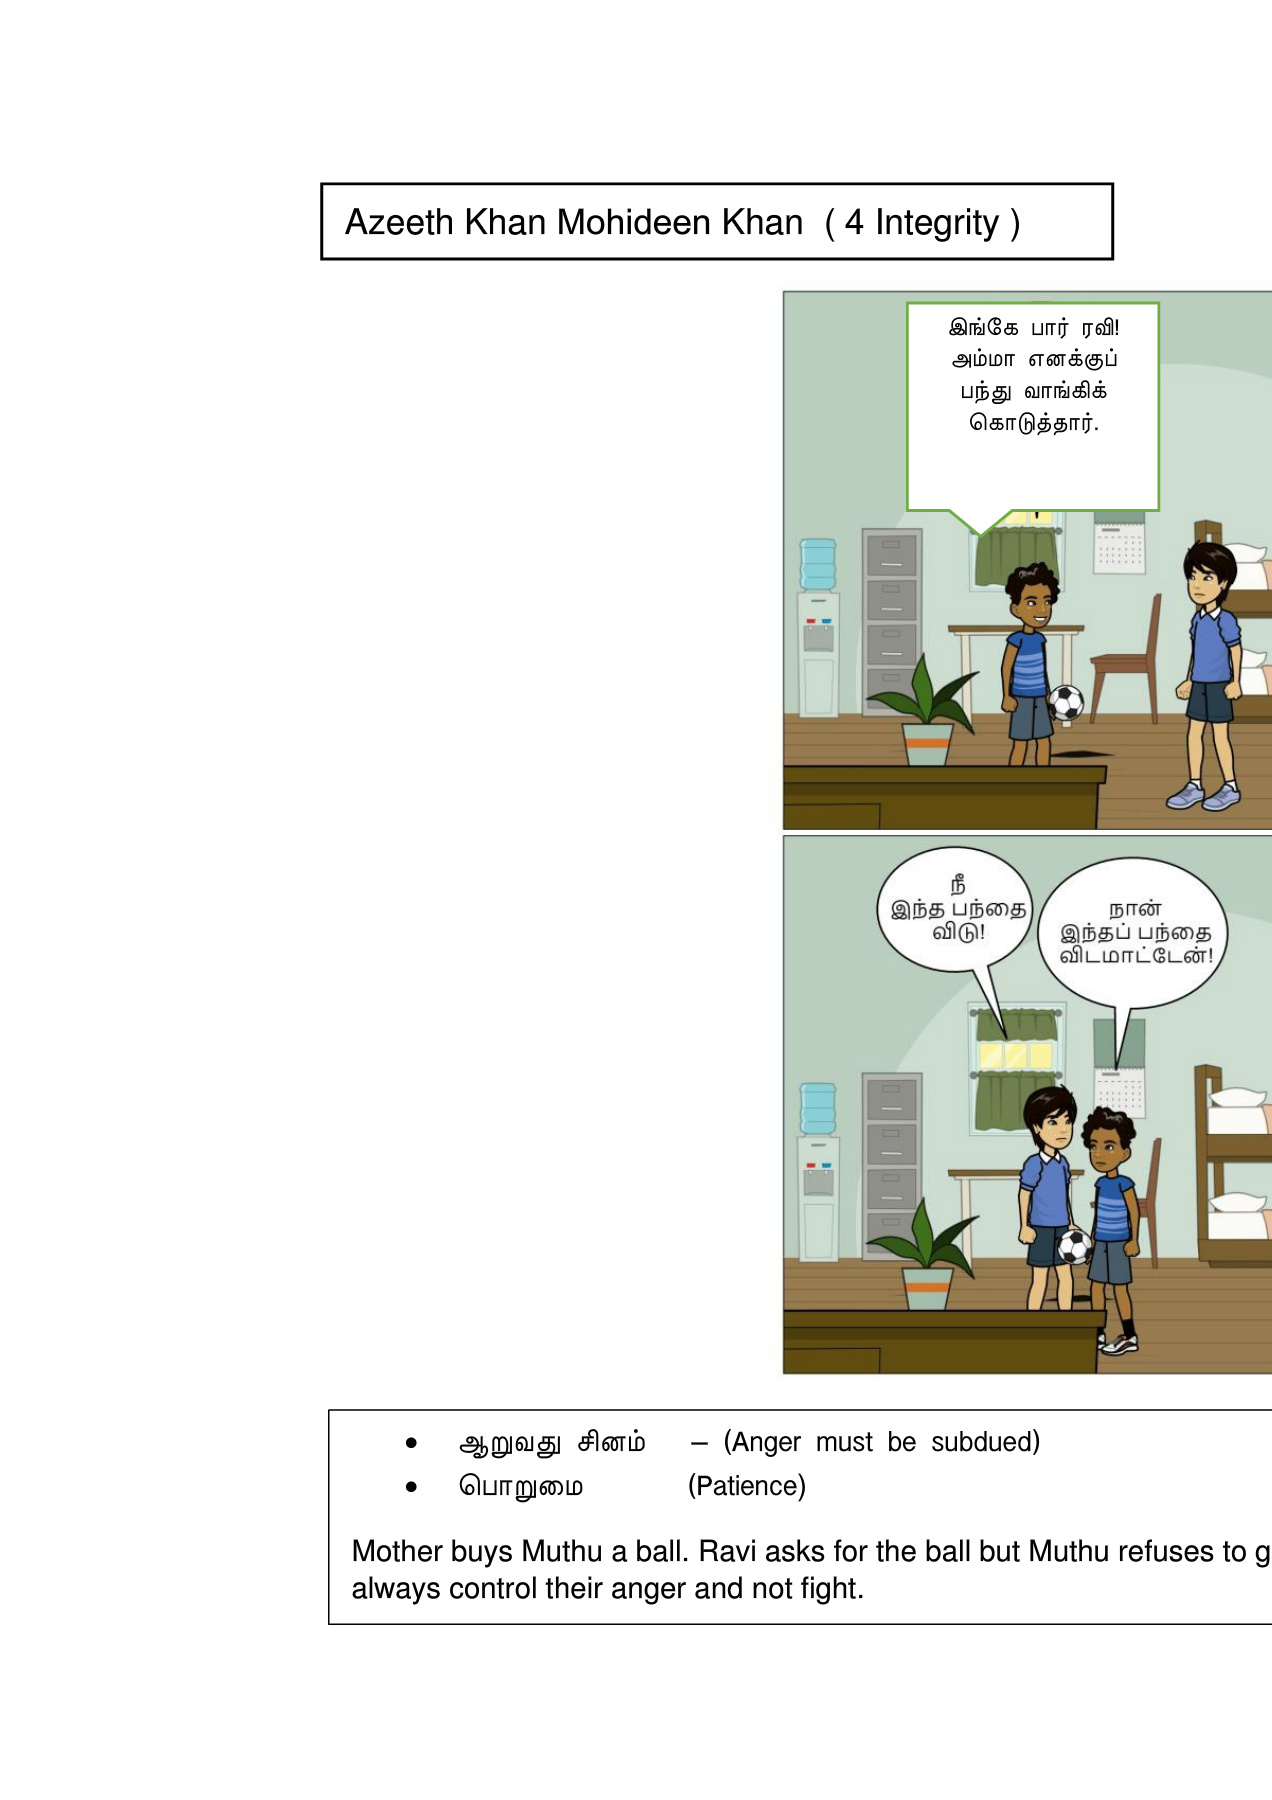 Azeeth Khan Mohideen Khan ( 4 Integrity )
இங்கே பார் ரவி!
அம்மா எனக்குப்
பந்து வாங்கிக்
கொடுத்தார்.
நீ
இந்த பந்தை
விடு!
நான்
இந்தப் பந்தை
விடமாட்டேன்!
• ஆறுவது சினம் – (Anger must be subdued)
• பொறுமை (Patience)
Mother buys Muthu a ball. Ravi asks for the ball but Muthu refuses to g
always control their anger and not fight.